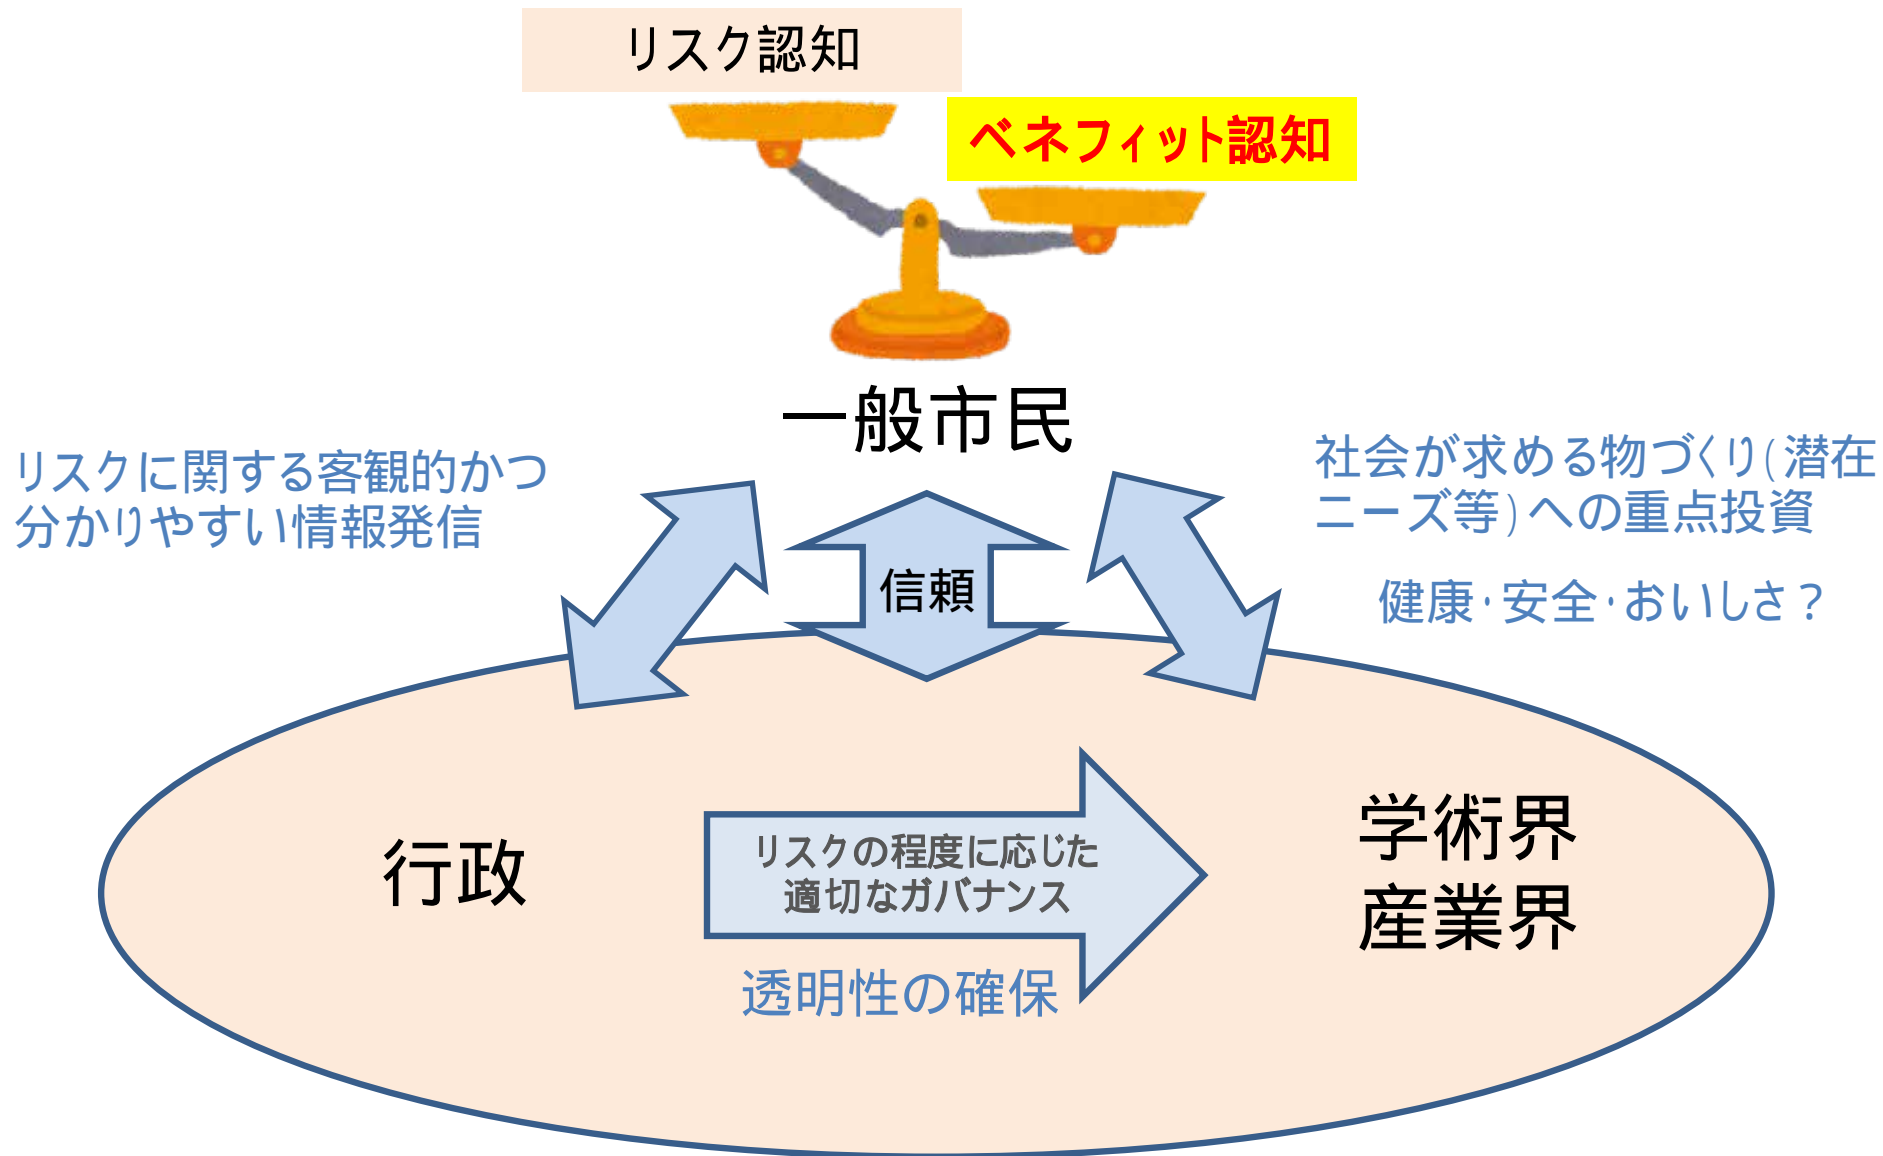 リスク認知
ベネフィット認知
一般市民
リスクに関する客観的かつ
分かりやすい情報発信
社会が求める物づくり(潜在
ニーズ等)への重点投資
健康・安全・おいしさ？
信頼
行政
リスクの程度に応じた
適切なガバナンス
透明性の確保
学術界
産業界